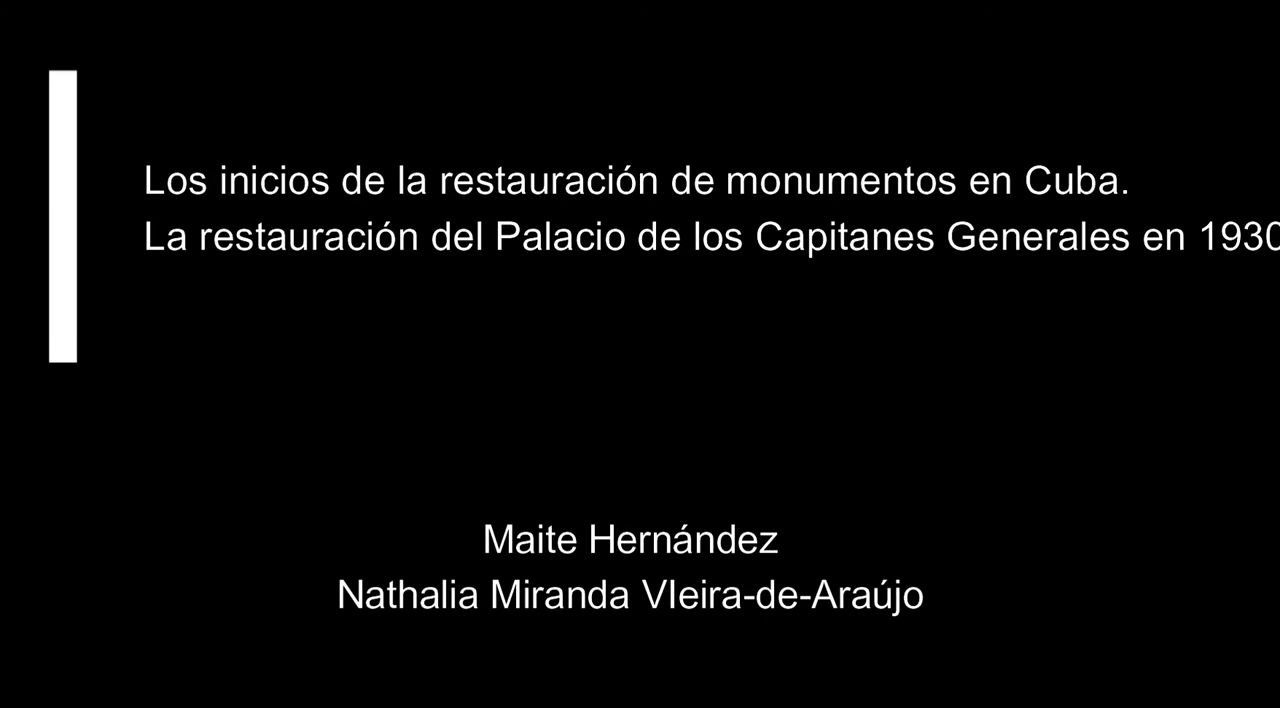 Los inicios de la restauración de monumentos en Cuba.
La restauración del Palacio de los Capitanes Generales en 1930
Maite Hernández
Nathalia Miranda VIeira-de-Araújo